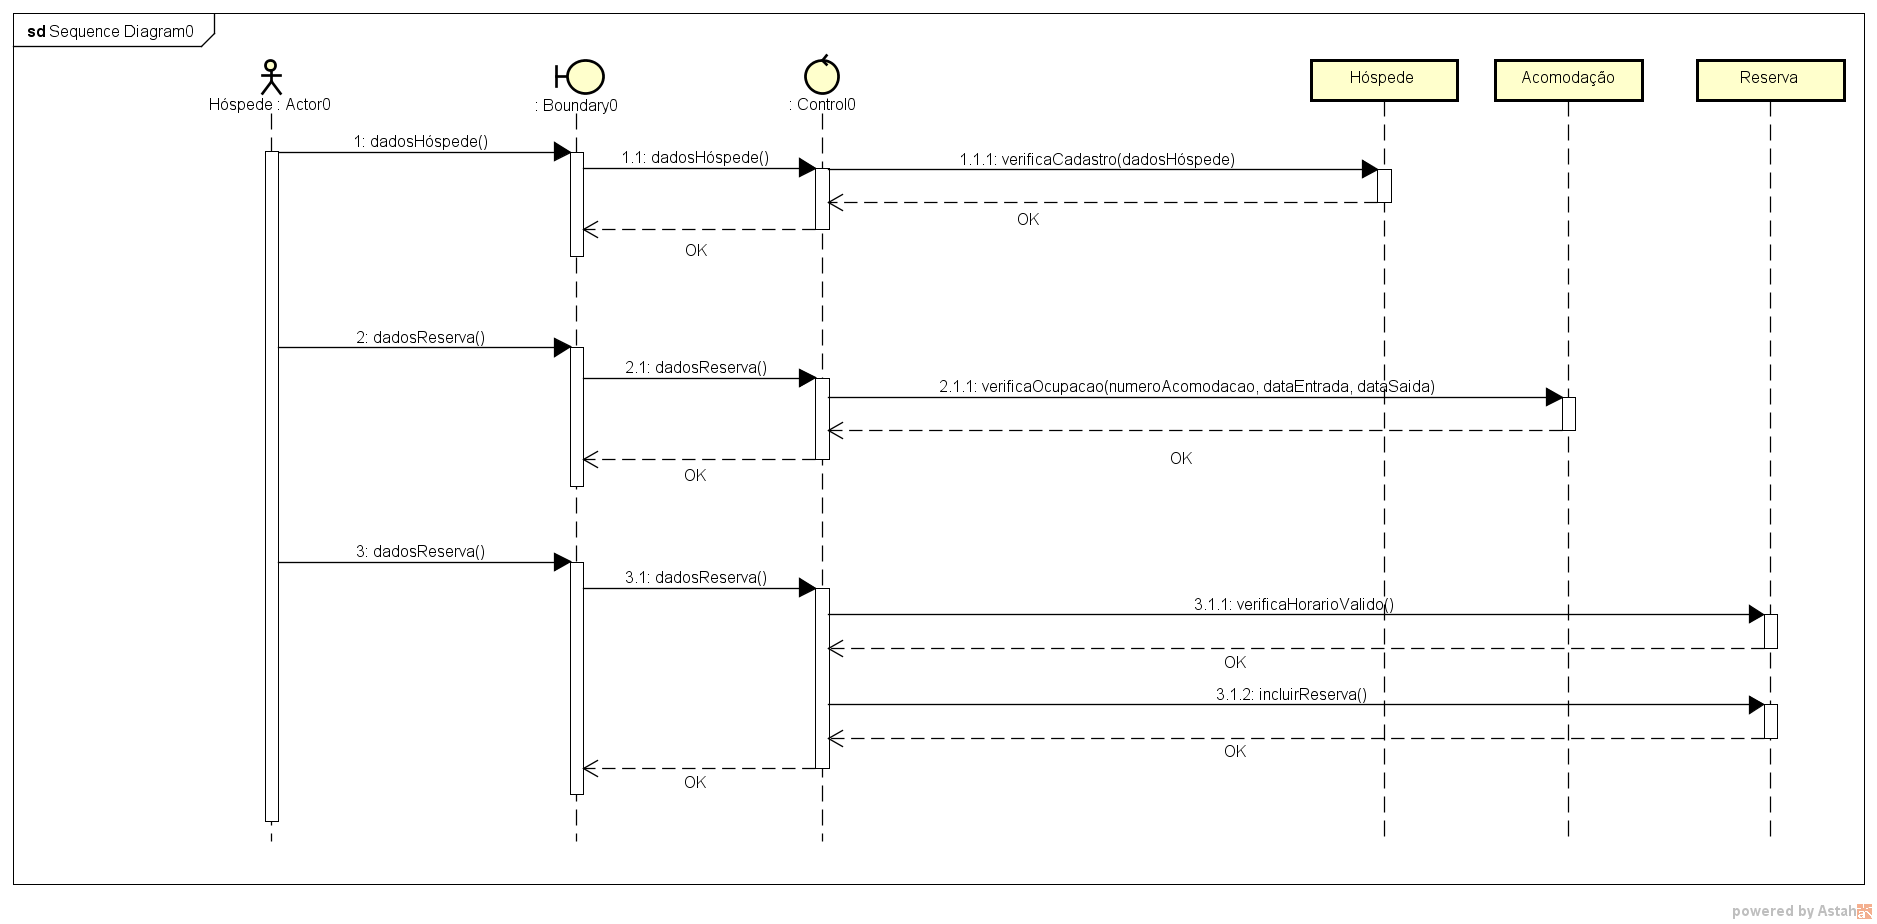 sd Sequence Diagram0
Hóspede : Actor0
: Boundary0
: Control0
Hóspede
Acomodação
Reserva
1: dadosHóspede()
1.1: dadosHóspede()
1.1.1: verificaCadastro(dadosHóspede)
OK
OK
2: dadosReserva()
2.1: dadosReserva()
2.1.1: verificaOcupacao(numeroAcomodacao, dataEntrada, dataSaida)
OK
OK
3: dadosReserva()
3.1: dadosReserva()
3.1.1: verificaHorarioValido()
OK
3.1.2: incluirReserva()
OK
OK
powered by Astah